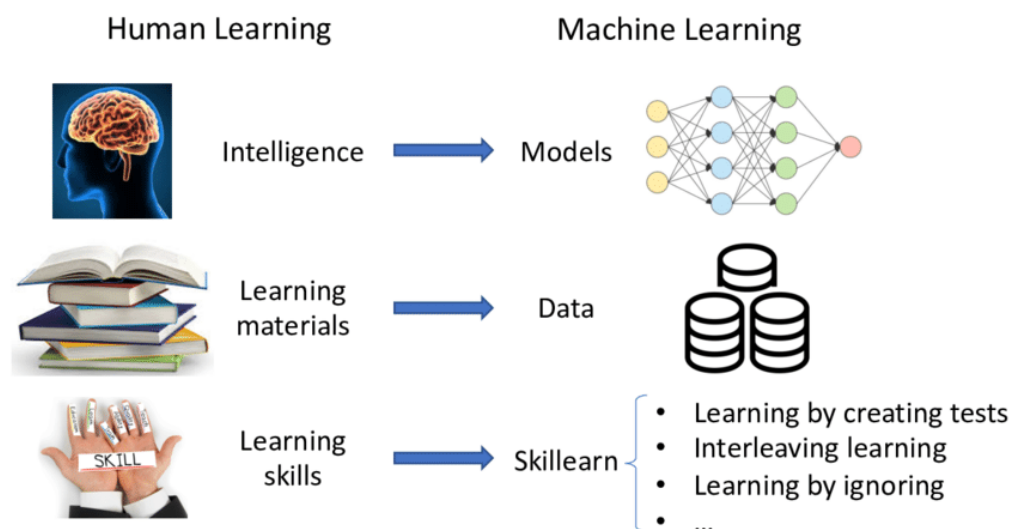 Human Learning
Machine Learning
Intelligence
Models
Learning
materials
Data
SKILL
Learning
skills
Skillearn
• Learning by creating tests
• Interleaving learning
• Learning by ignoring
• ...